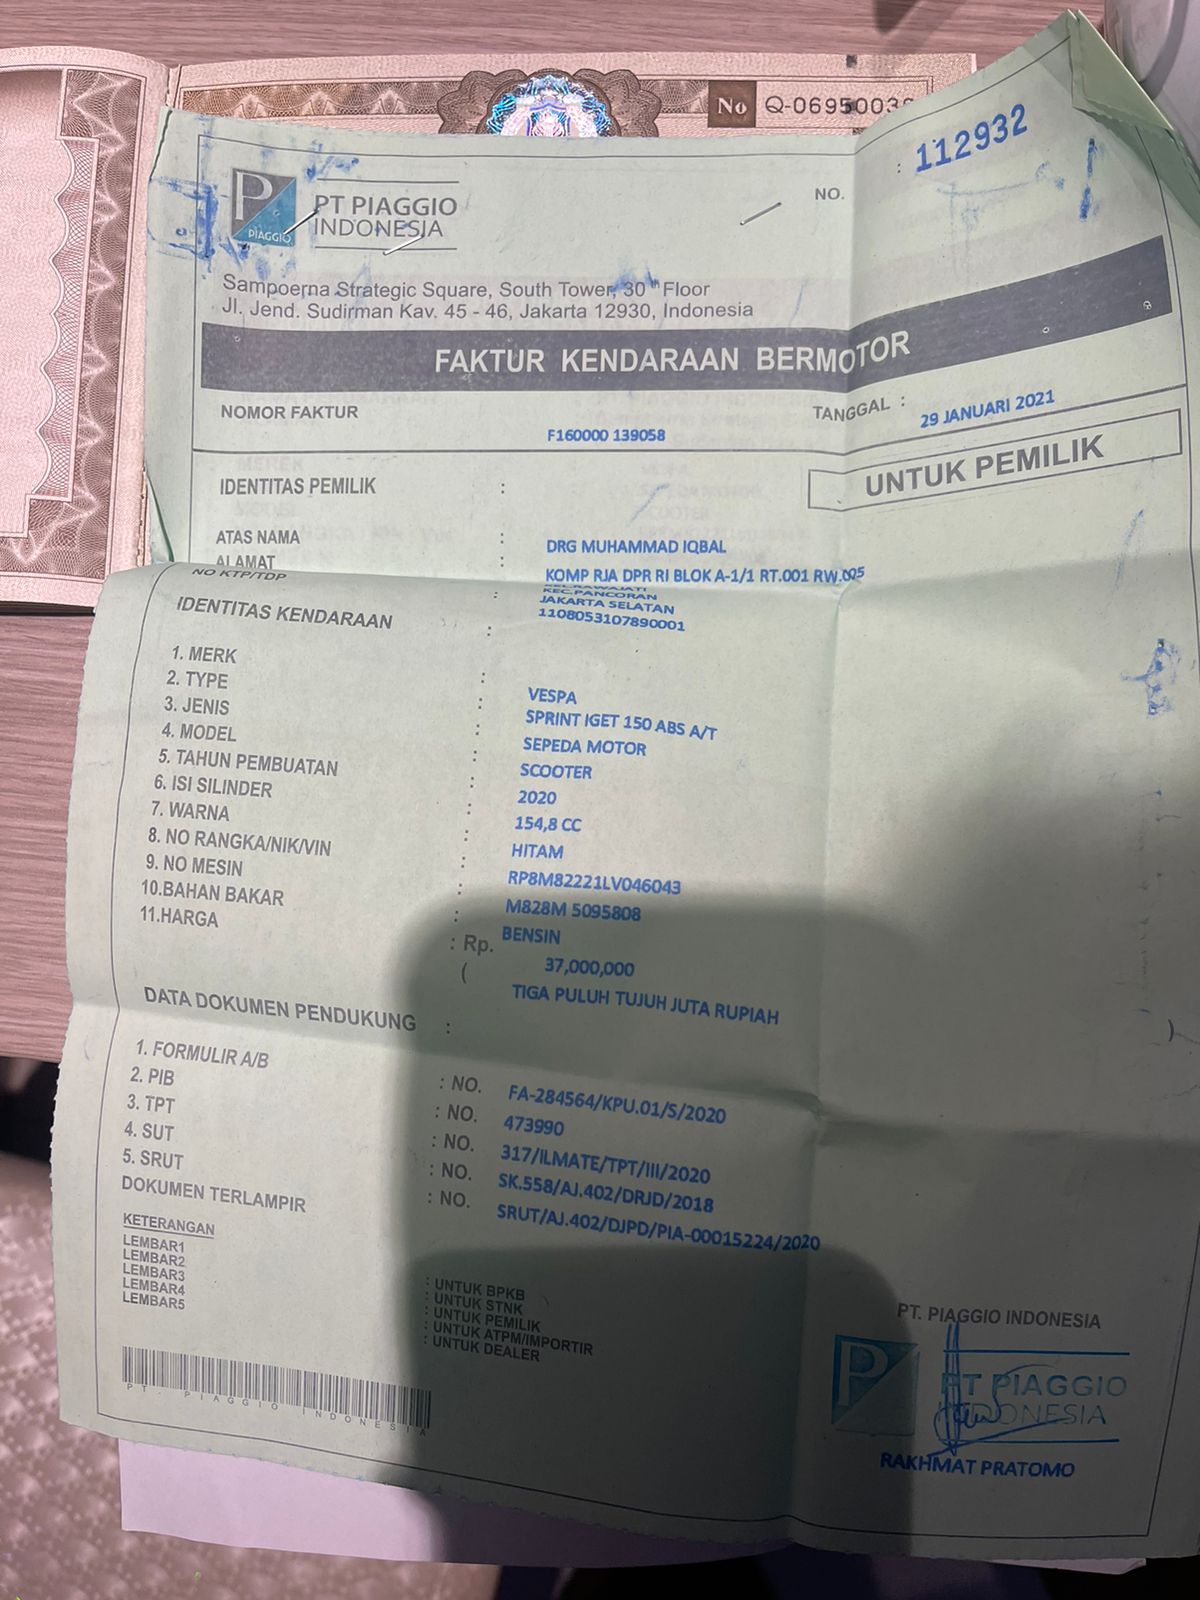 No Q-0695003
PIAGGIO
PT PIAGGIO
INDONESIA
NO. : 112932
Sampoerna Strategic Square, South Tower, 30 th Floor
Jl. Jend. Sudirman Kav. 45 - 46, Jakarta 12930, Indonesia
FAKTUR KENDARAAN BERMOTOR
NOMOR FAKTUR F160000 139058 TANGGAL : 29 JANUARI 2021
UNTUK PEMILIK
IDENTITAS PEMILIK :
ATAS NAMA : DRG MUHAMMAD IQBAL
ALAMAT : KOMP RJA DPR RI BLOK A-1/1 RT.001 RW.005
KEL.RAWAJATI
KEC.PANCORAN
JAKARTA SELATAN
NO KTP/TDP : 1108053107890001
IDENTITAS KENDARAAN :
1. MERK : VESPA
2. TYPE : SPRINT IGET 150 ABS A/T
3. JENIS : SEPEDA MOTOR
4. MODEL : SCOOTER
5. TAHUN PEMBUATAN : 2020
6. ISI SILINDER : 154,8 CC
7. WARNA : HITAM
8. NO RANGKA/NIK/VIN : RP8M82221LV046043
9. NO MESIN : M828M 5095808
10.BAHAN BAKAR : BENSIN
11.HARGA : Rp. 37,000,000
( TIGA PULUH TUJUH JUTA RUPIAH )
DATA DOKUMEN PENDUKUNG :
1. FORMULIR A/B : NO. FA-284564/KPU.01/S/2020
2. PIB : NO. 473990
3. TPT : NO. 317/ILMATE/TPT/III/2020
4. SUT : NO. SK.558/AJ.402/DRJD/2018
5. SRUT : NO. SRUT/AJ.402/DJPD/PIA-00015224/2020
DOKUMEN TERLAMPIR
KETERANGAN
LEMBAR1 : UNTUK BPKB
LEMBAR2 : UNTUK STNK
LEMBAR3 : UNTUK PEMILIK
LEMBAR4 : UNTUK ATPM/IMPORTIR
LEMBAR5 : UNTUK DEALER
PT. PIAGGIO INDONESIA
PT. PIAGGIO INDONESIA
PT PIAGGIO
INDONESIA
RAKHMAT PRATOMO